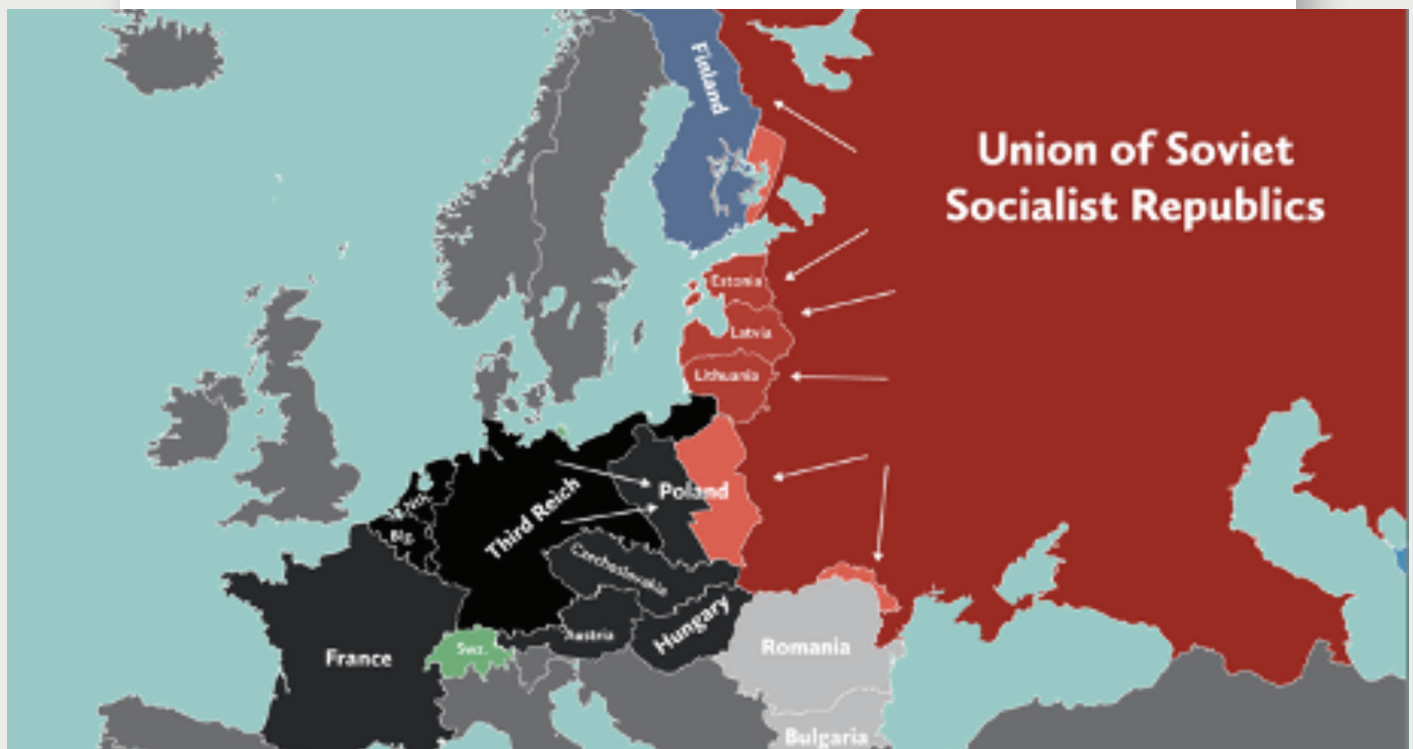 Finland
Union of Soviet
Socialist Republics
Estonia
Latvia
Lithuania
Poland
Third Reich
Nth.
Blg.
Czechoslovakia
Austria
Hungary
Swz.
France
Romania
Bulgaria